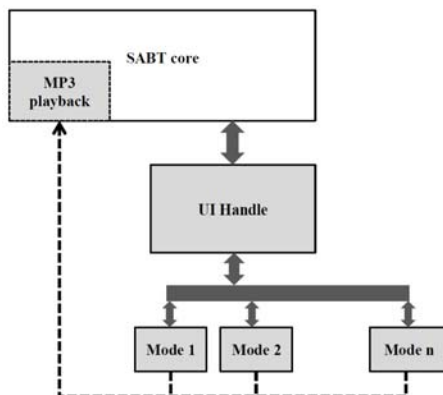 SABT core
MP3
playback
UI Handle
Mode 1
Mode 2
Mode n